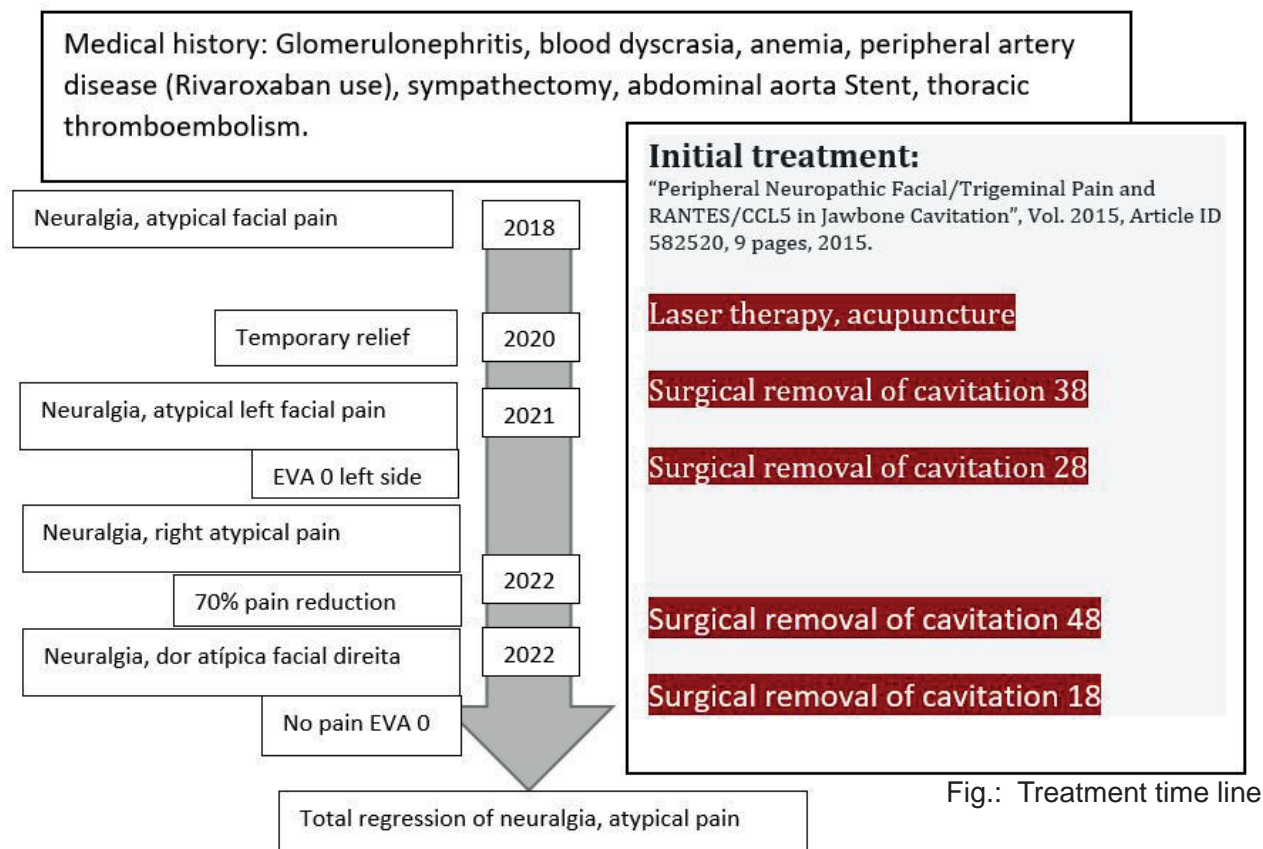 Medical history: Glomerulonephritis, blood dyscrasia, anemia, peripheral artery
disease (Rivaroxaban use), sympathectomy, abdominal aorta Stent, thoracic
thromboembolism.
Neuralgia, atypical facial pain
2018
Temporary relief
2020
Neuralgia, atypical left facial pain
2021
EVA 0 left side
Neuralgia, right atypical pain
2022
70% pain reduction
Neuralgia, dor atípica facial direita
2022
No pain EVA 0
Total regression of neuralgia, atypical pain
Initial treatment:
“Peripheral Neuropathic Facial/Trigeminal Pain and
RANTES/CCL5 in Jawbone Cavitation”, Vol. 2015, Article ID
582520, 9 pages, 2015.
Laser therapy, acupuncture
Surgical removal of cavitation 38
Surgical removal of cavitation 28
Surgical removal of cavitation 48
Surgical removal of cavitation 18
Fig.: Treatment time line